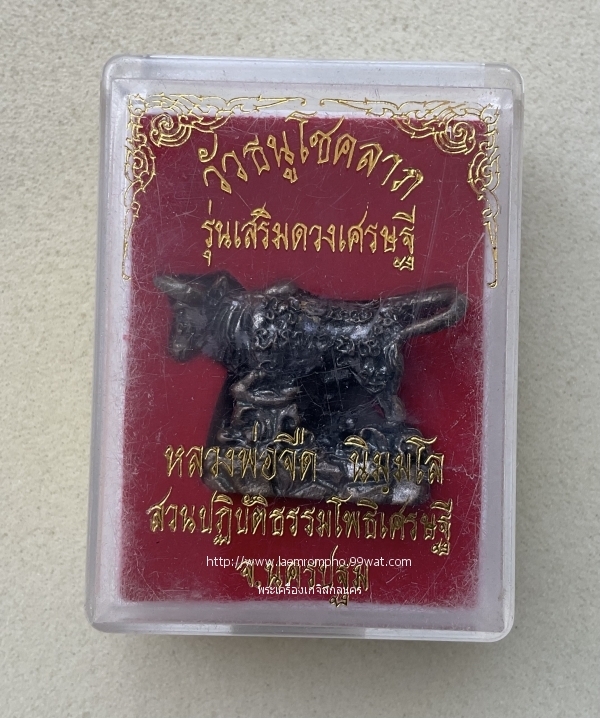 วัวธนูโชคลาภ
รุ่นเสริมดวงเศรษฐี
หลวงพ่อจืด นิมฺมโล
สวนปฏิบัติธรรมโพธิเศรษฐี
http://www.laemrompho.99wat.com
จ.นครปฐม
พระเครื่องเกจิสกลนคร